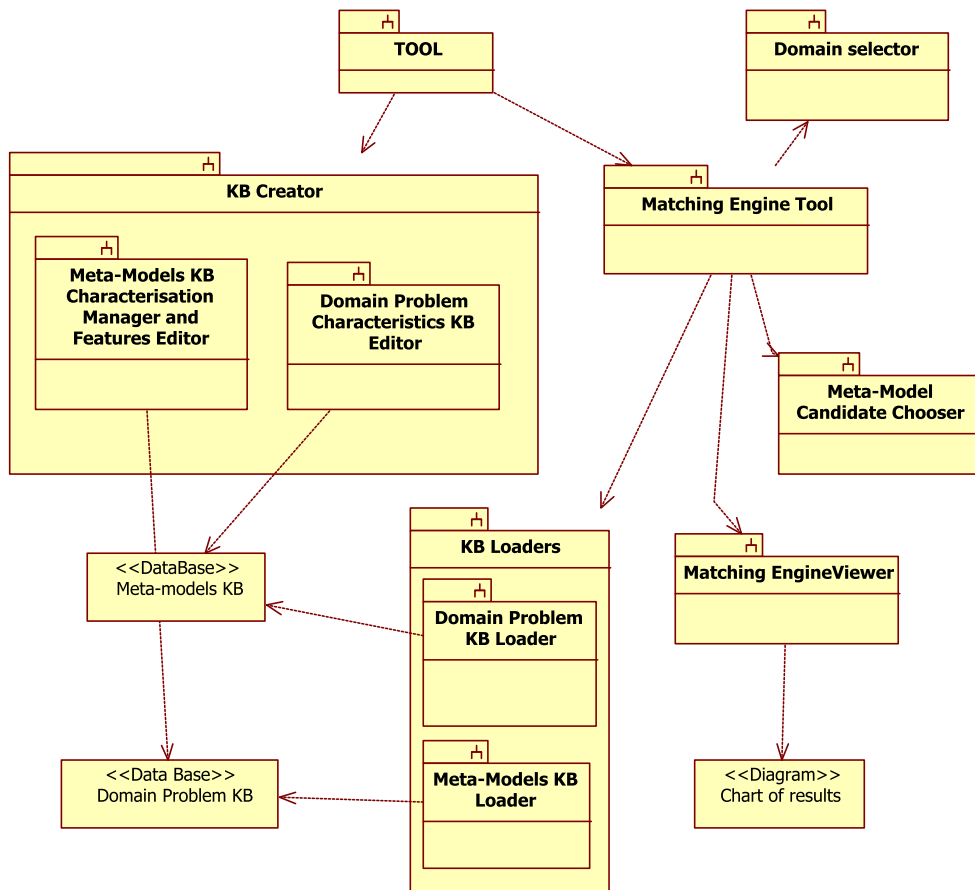 TOOL
Domain selector
KB Creator
Matching Engine Tool
Meta-Models KB
Characterisation
Manager and
Features Editor
Domain Problem
Characteristics KB
Editor
Meta-Model
Candidate Chooser
KB Loaders
<<DataBase>>
Meta-models KB
Matching EngineViewer
Domain Problem
KB Loader
<<Data Base>>
Domain Problem KB
Meta-Models KB
Loader
<<Diagram>>
Chart of results